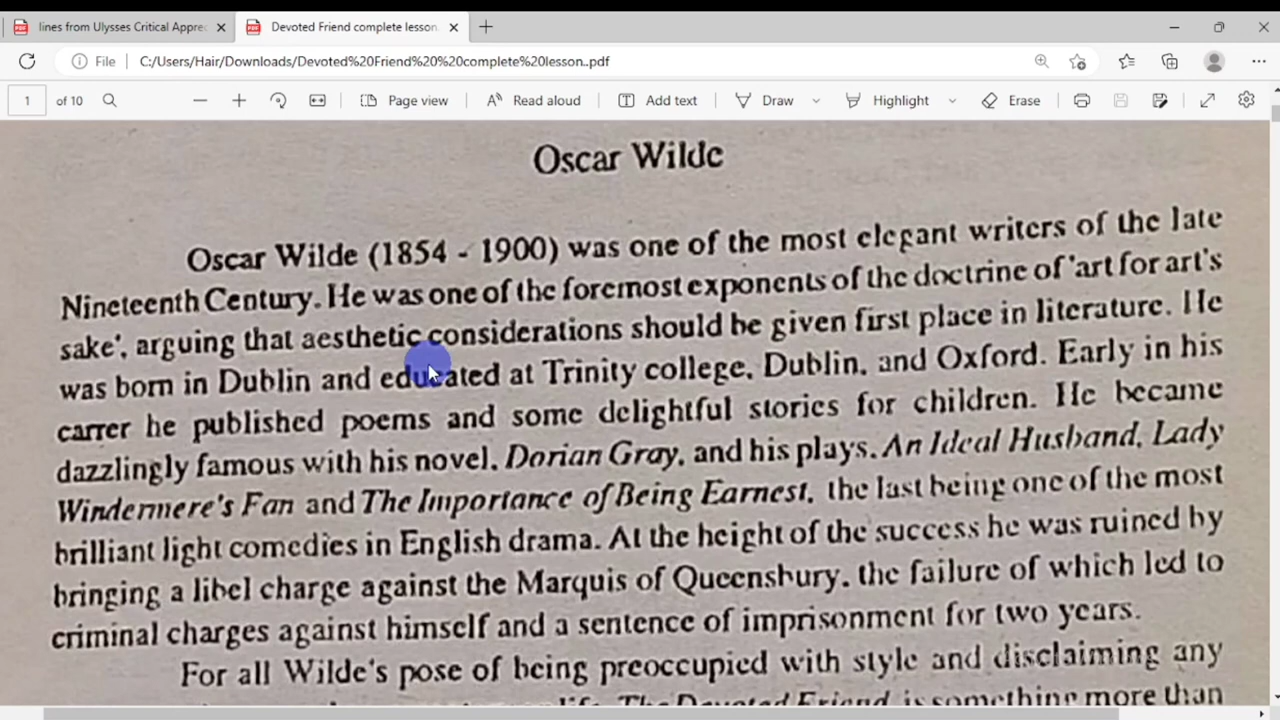 lines from Ulysses Critical Apprec
Devoted Friend complete lesson.
File
C:/Users/Hair/Downloads/Devoted%20Friend%20%20complete%20lesson..pdf
1 of 10
Page view
Read aloud
Add text
Draw
Highlight
Erase
Oscar Wilde
Oscar Wilde (1854 - 1900) was one of the most elegant writers of the late
Nineteenth Century. He was one of the foremost exponents of the doctrine of 'art for art's
sake', arguing that aesthetic considerations should be given first place in literature. He
was born in Dublin and educated at Trinity college, Dublin, and Oxford. Early in his
carrer he published poems and some delightful stories for children. He became
dazzlingly famous with his novel, Dorian Gray, and his plays. An Ideal Husband, Lady
Windermere's Fan and The Importance of Being Earnest, the last being one of the most
brilliant light comedies in English drama. At the height of the success he was ruined by
bringing a libel charge against the Marquis of Queensbury, the failure of which led to
criminal charges against himself and a sentence of imprisonment for two years.
For all Wilde's pose of being preoccupied with style and disclaiming any
life, The Devoted Friend is something more than